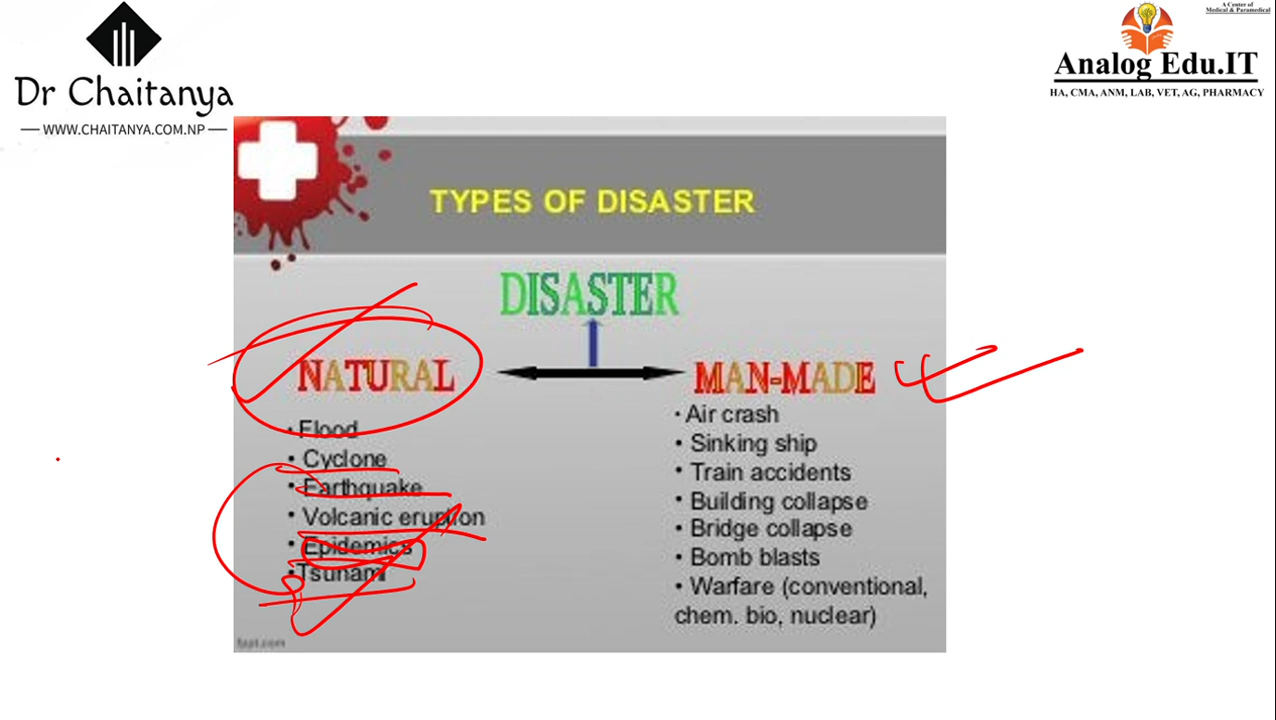 Dr Chaitanya
WWW.CHAITANYA.COM.NP
A Center of
Medical & Paramedical
Analog Edu.IT
HA, CMA, ANM, LAB, VET, AG, PHARMACY
TYPES OF DISASTER
DISASTER
NATURAL
• Flood
• Cyclone
• Earthquake
• Volcanic eruption
• Epidemics
•Tsunami
MAN-MADE
• Air crash
• Sinking ship
• Train accidents
• Building collapse
• Bridge collapse
• Bomb blasts
• Warfare (conventional,
chem. bio, nuclear)
fppt.com